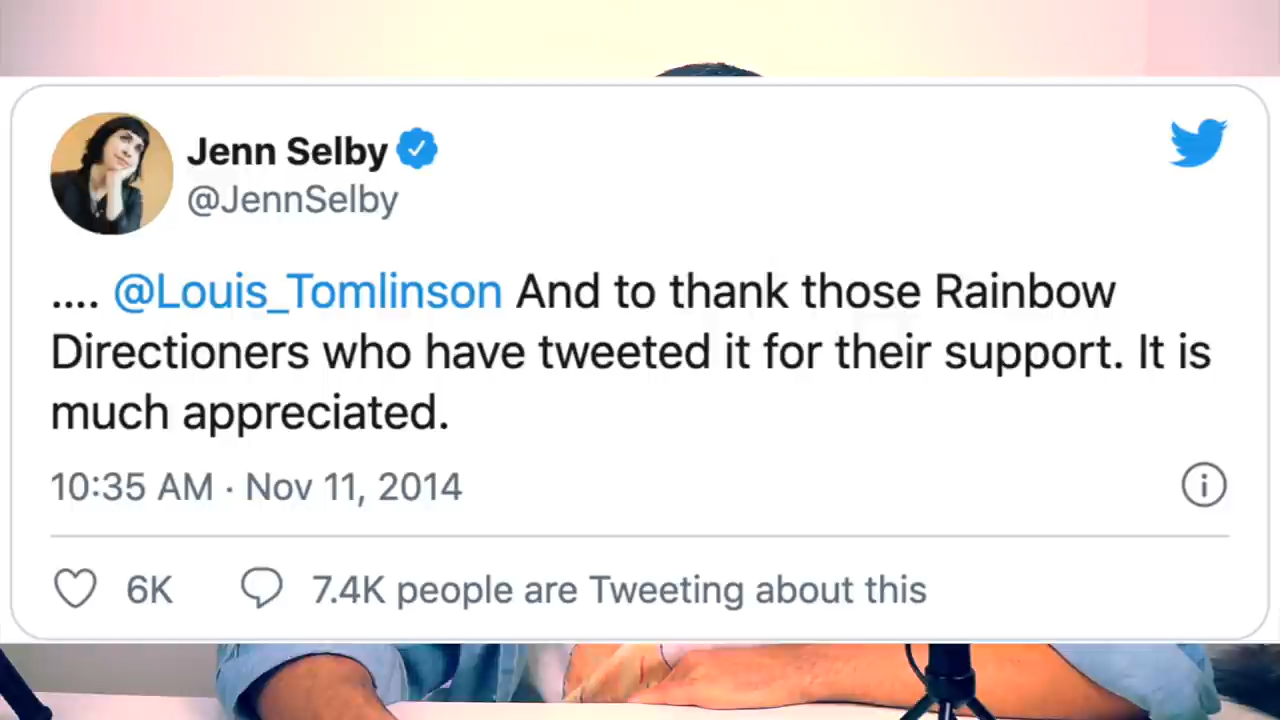 Jenn Selby
@JennSelby
.... @Louis_Tomlinson And to thank those Rainbow
Directioners who have tweeted it for their support. It is
much appreciated.
10:35 AM · Nov 11, 2014
6K
7.4K people are Tweeting about this